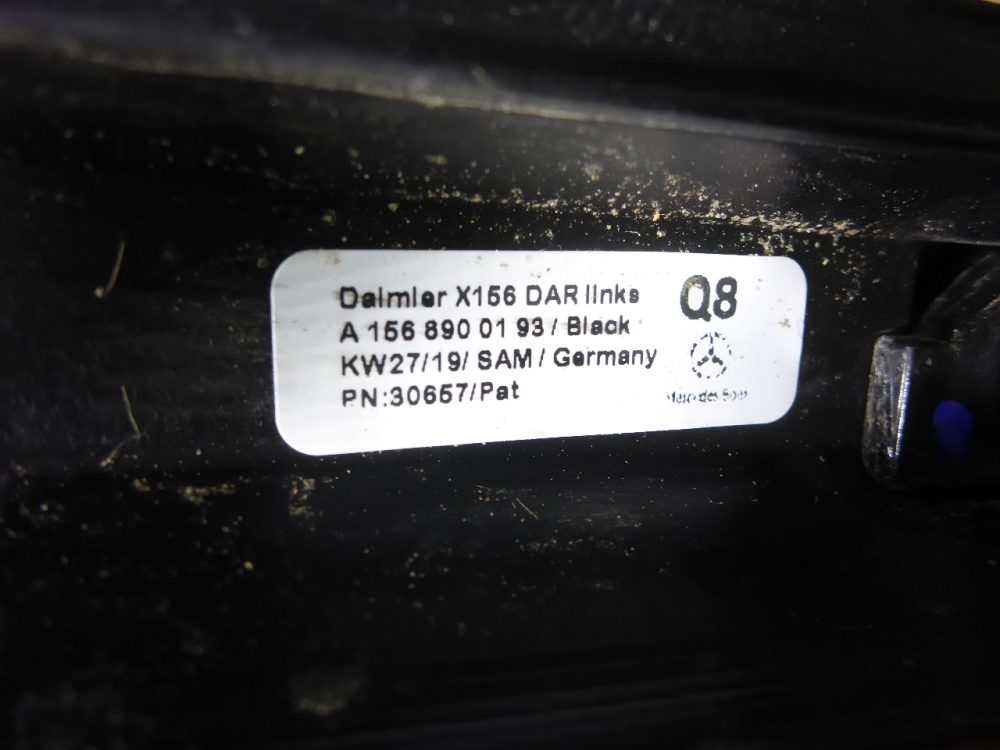 Daimler X156 DAR links
Q8
A 156 890 01 93 / Black
KW27/19/ SAM / Germany
PN:30657/Pat
Mercedes-Benz